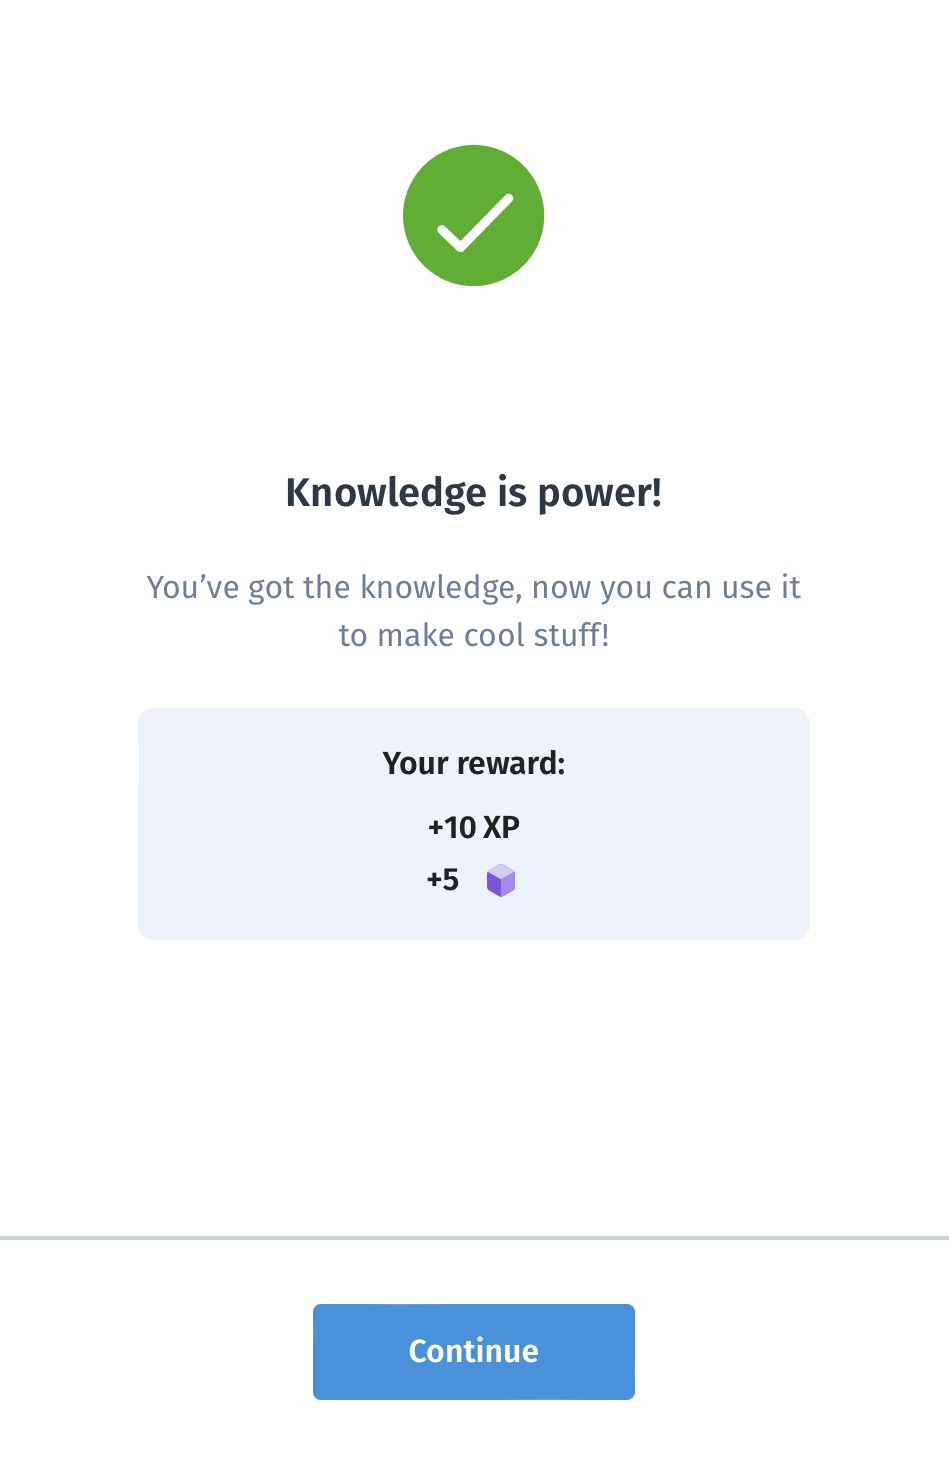 Knowledge is power!
You’ve got the knowledge, now you can use it
to make cool stuff!
Your reward:
+10 XP
+5
Continue